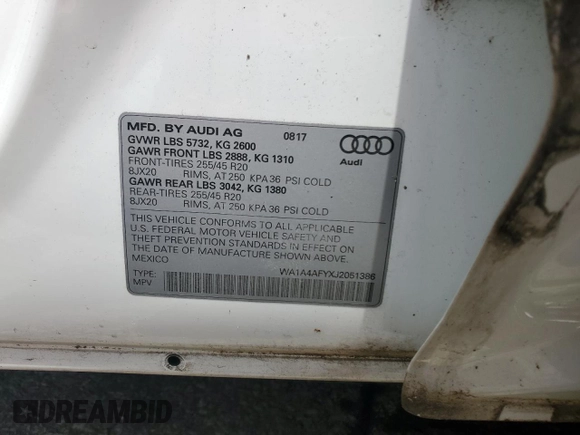 MFD. BY AUDI AG 0817
GVWR LBS 5732, KG 2600
GAWR FRONT LBS 2888, KG 1310
FRONT-TIRES 255/45 R20
8JX20 RIMS, AT 250 KPA 36 PSI COLD
GAWR REAR LBS 3042, KG 1380
REAR-TIRES 255/45 R20
8JX20 RIMS, AT 250 KPA 36 PSI COLD
Audi
THIS VEHICLE CONFORMS TO ALL APPLICABLE
U.S. FEDERAL MOTOR VEHICLE SAFETY AND
THEFT PREVENTION STANDARDS IN EFFECT ON
THE DATE OF MANUFACTURE SHOWN ABOVE.
MEXICO
WA1A4AFYXJ2051386
TYPE:
MPV
DREAMBID